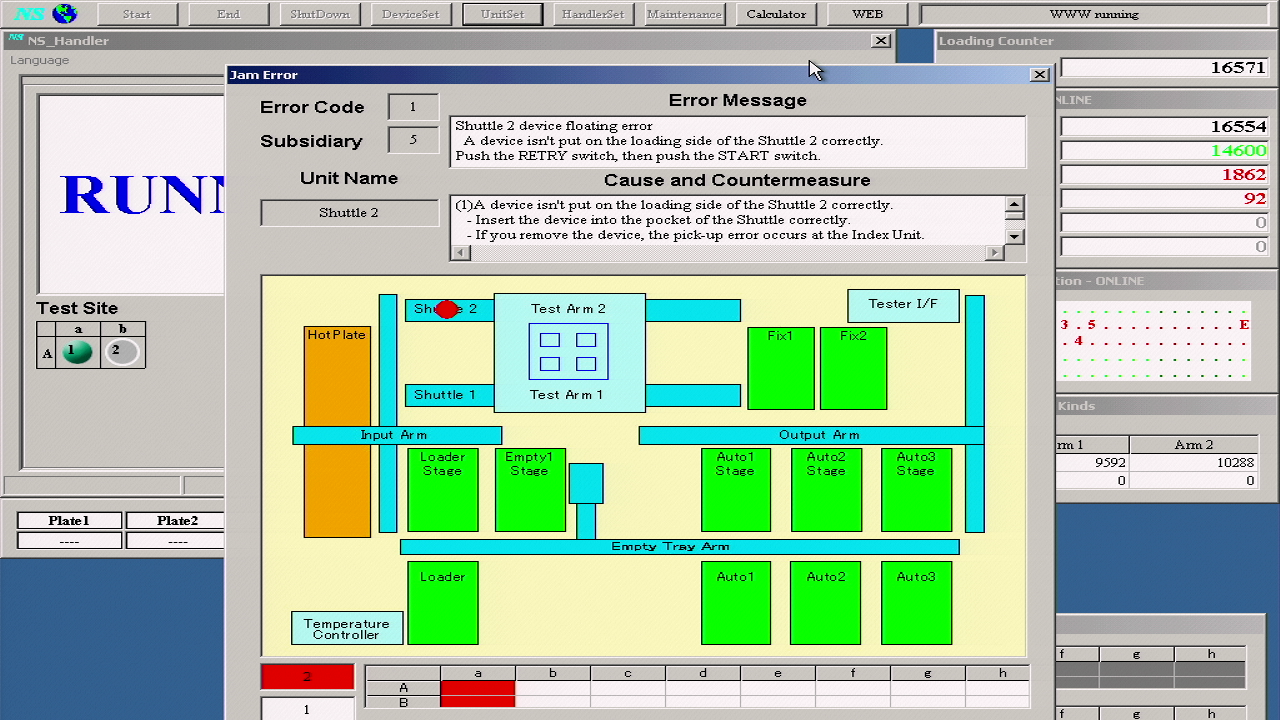 NS Start End ShutDown DeviceSet UnitSet HandlerSet Maintenance Calculator WEB WWW running
NS NS_Handler
Language
Loading Counter
16571
NLINE
16554
14600
1862
92
0
0
RUNN
Test Site
a b
A 1 2
Plate1 Plate2
---- ----
Jam Error
Error Code 1
Subsidiary 5
Unit Name
Shuttle 2
Error Message
Shuttle 2 device floating error
A device isn't put on the loading side of the Shuttle 2 correctly.
Push the RETRY switch, then push the START switch.
Cause and Countermeasure
(1)A device isn't put on the loading side of the Shuttle 2 correctly.
- Insert the device into the pocket of the Shuttle correctly.
- If you remove the device, the pick-up error occurs at the Index Unit.
Shuttle 2
Test Arm 2
Tester I/F
HotPlate
Fix1 Fix2
Shuttle 1
Test Arm 1
Input Arm
Output Arm
Loader Stage
Empty1 Stage
Auto1 Stage
Auto2 Stage
Auto3 Stage
Empty Tray Arm
Loader
Auto1 Auto2 Auto3
Temperature
Controller
2
1
a b c d e f g h
A
B
tion - ONLINE
3 . 5 . . . . . . . . E
. 4 . . . . . . . . .
Kinds
rm 1 Arm 2
9592 10288
0 0
f g h
f g h